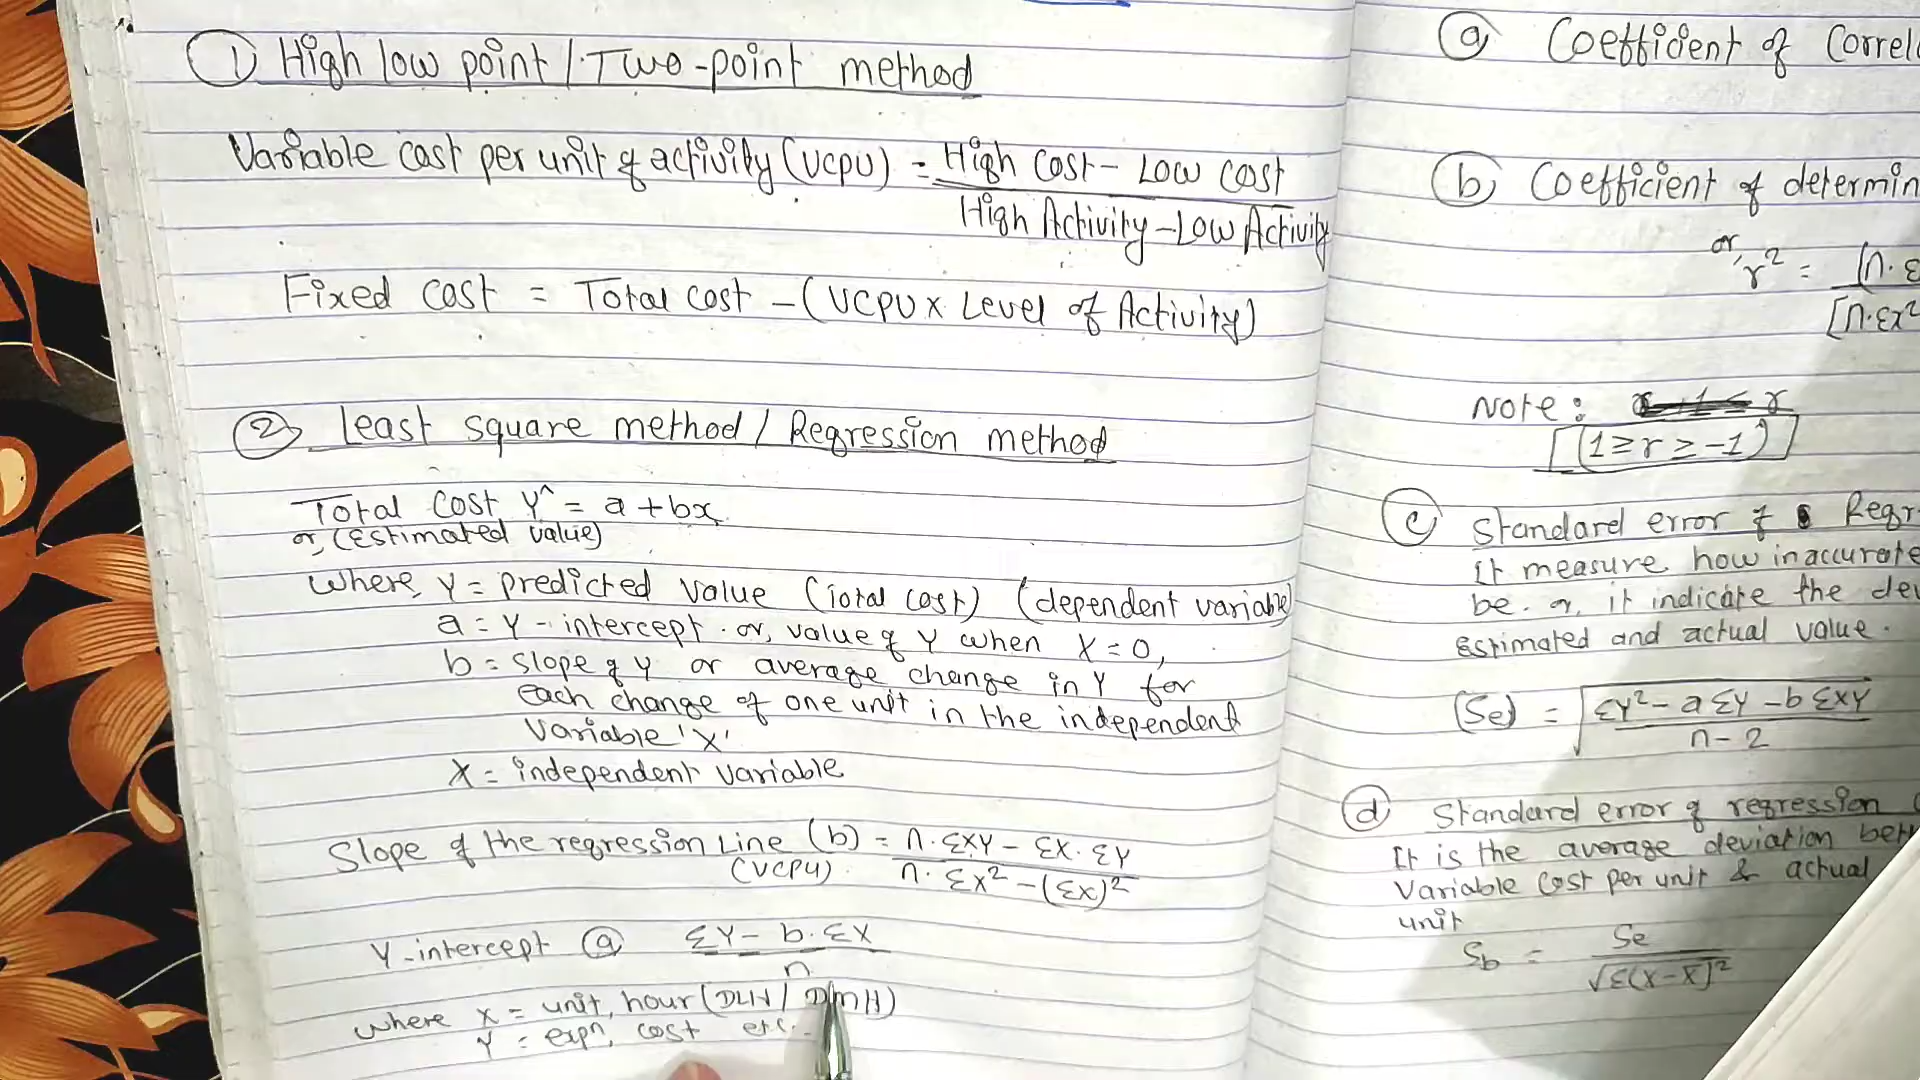 ① High low point / Two-point method
Variable cost per unit of activity (VCPU) = High cost - Low cost
High Activity - Low Activity
Fixed cost = Total cost - (VCPU x Level of Activity)
② Least square method / Regression method
Total cost Y^ = a + bx
or, (Estimated value)
where, Y = predicted value (Total cost) (dependent variable)
a = Y - intercept. or, value of Y when X = 0,
b = slope of y or average change in Y for
each change of one unit in the independent
variable 'X'
X = independent variable
Slope of the regression Line (b) = n.ΣXY - ΣX.ΣY
(VCPU) n.Σx² - (Σx)²
Y-intercept ⓐ ΣY - b.ΣX
n
where X = unit, hour (DLH / DMH)
Y = expn, cost etc.
ⓐ Coefficient of Correl
ⓑ Coefficient of determin
or, r² = [n.Σ
[n.Σx²
Note:
[(1 ≥ r ≥ -1)]
ⓒ Standard error of Regr
It measure how inaccurate
be. or, it indicate the dev
estimated and actual value.
(Se) = √ΣY² - aΣY - bΣXY
n - 2
ⓓ Standard error of regression
It is the average deviation betw
Variable cost per unit & actual
unit
Sb = Se
√Σ(X-X̄)²